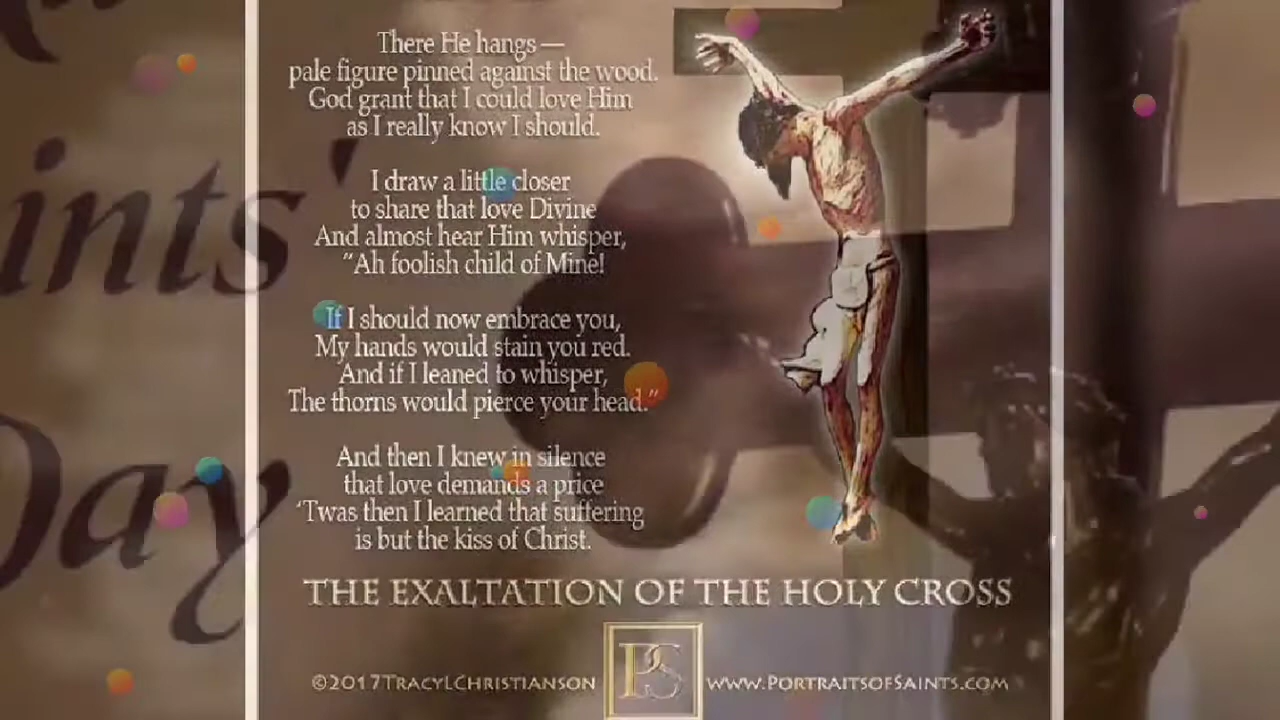 There He hangs —
pale figure pinned against the wood.
God grant that I could love Him
as I really know I should.
I draw a little closer
to share that love Divine
And almost hear Him whisper,
"Ah foolish child of Mine!
If I should now embrace you,
My hands would stain you red.
And if I leaned to whisper,
The thorns would pierce your head."
And then I knew in silence
that love demands a price
'Twas then I learned that suffering
is but the kiss of Christ.
THE EXALTATION OF THE HOLY CROSS
PS
©2017TRACYLCHRISTIANSON
WWW.PORTRAITSOFSAINTS.COM
ints'
Day